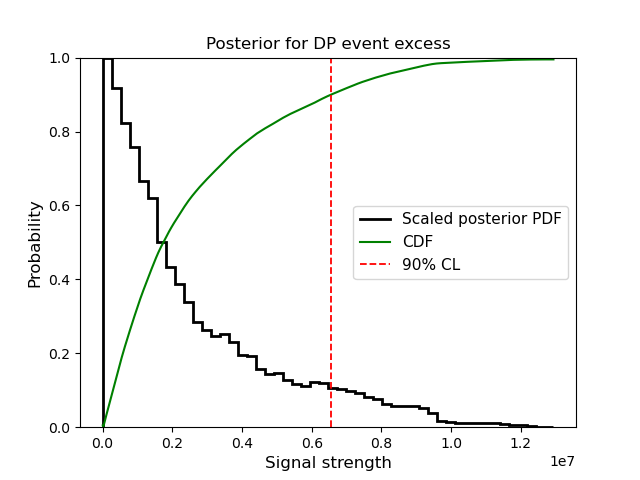 Posterior for DP event excess
1.0
0.8
0.6
0.4
0.2
0.0
Probability
Scaled posterior PDF
CDF
90% CL
0.0 0.2 0.4 0.6 0.8 1.0 1.2
1e7
Signal strength